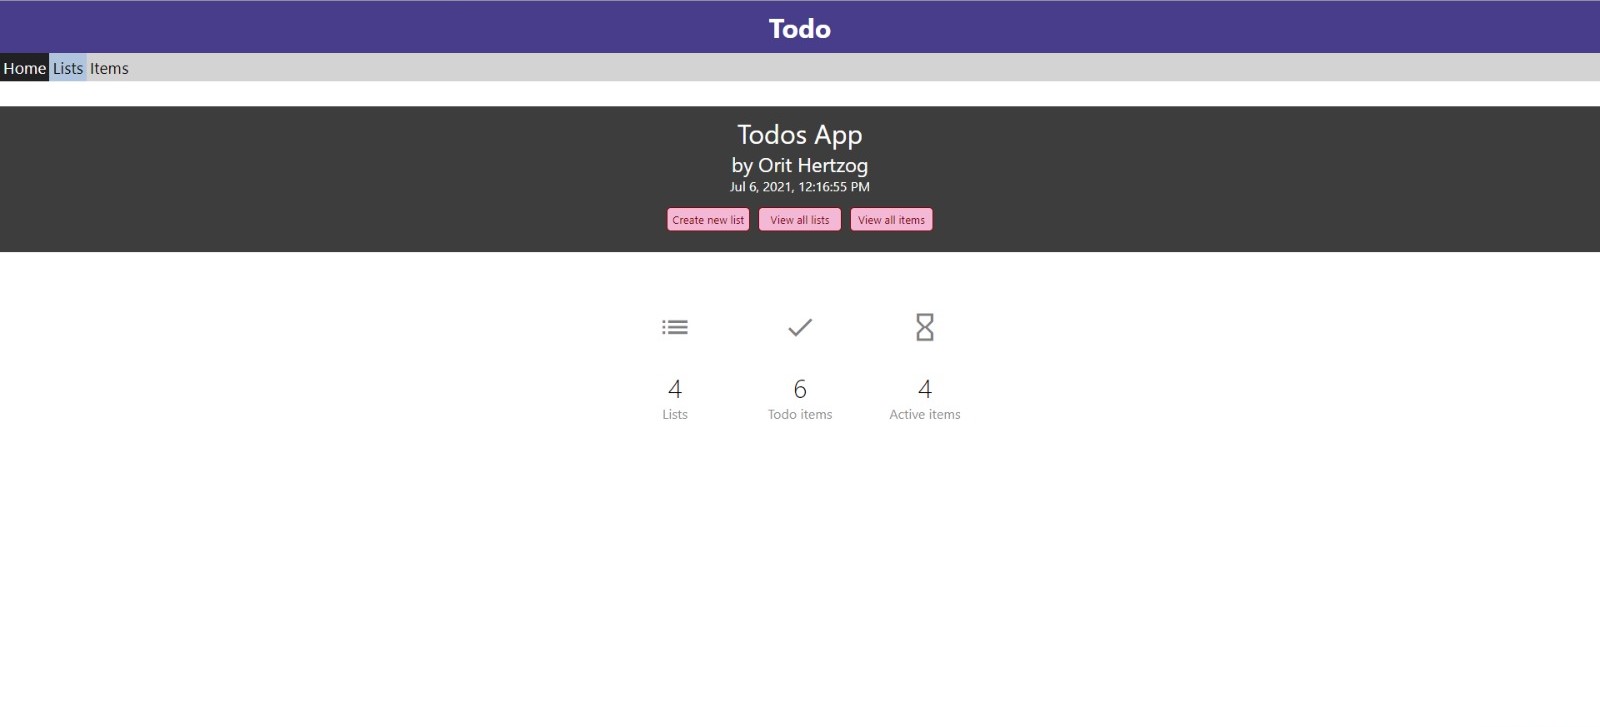 Todo
Home Lists Items
Todos App
by Orit Hertzog
Jul 6, 2021, 12:16:55 PM
Create new list View all lists View all items
4 6 4
Lists Todo items Active items